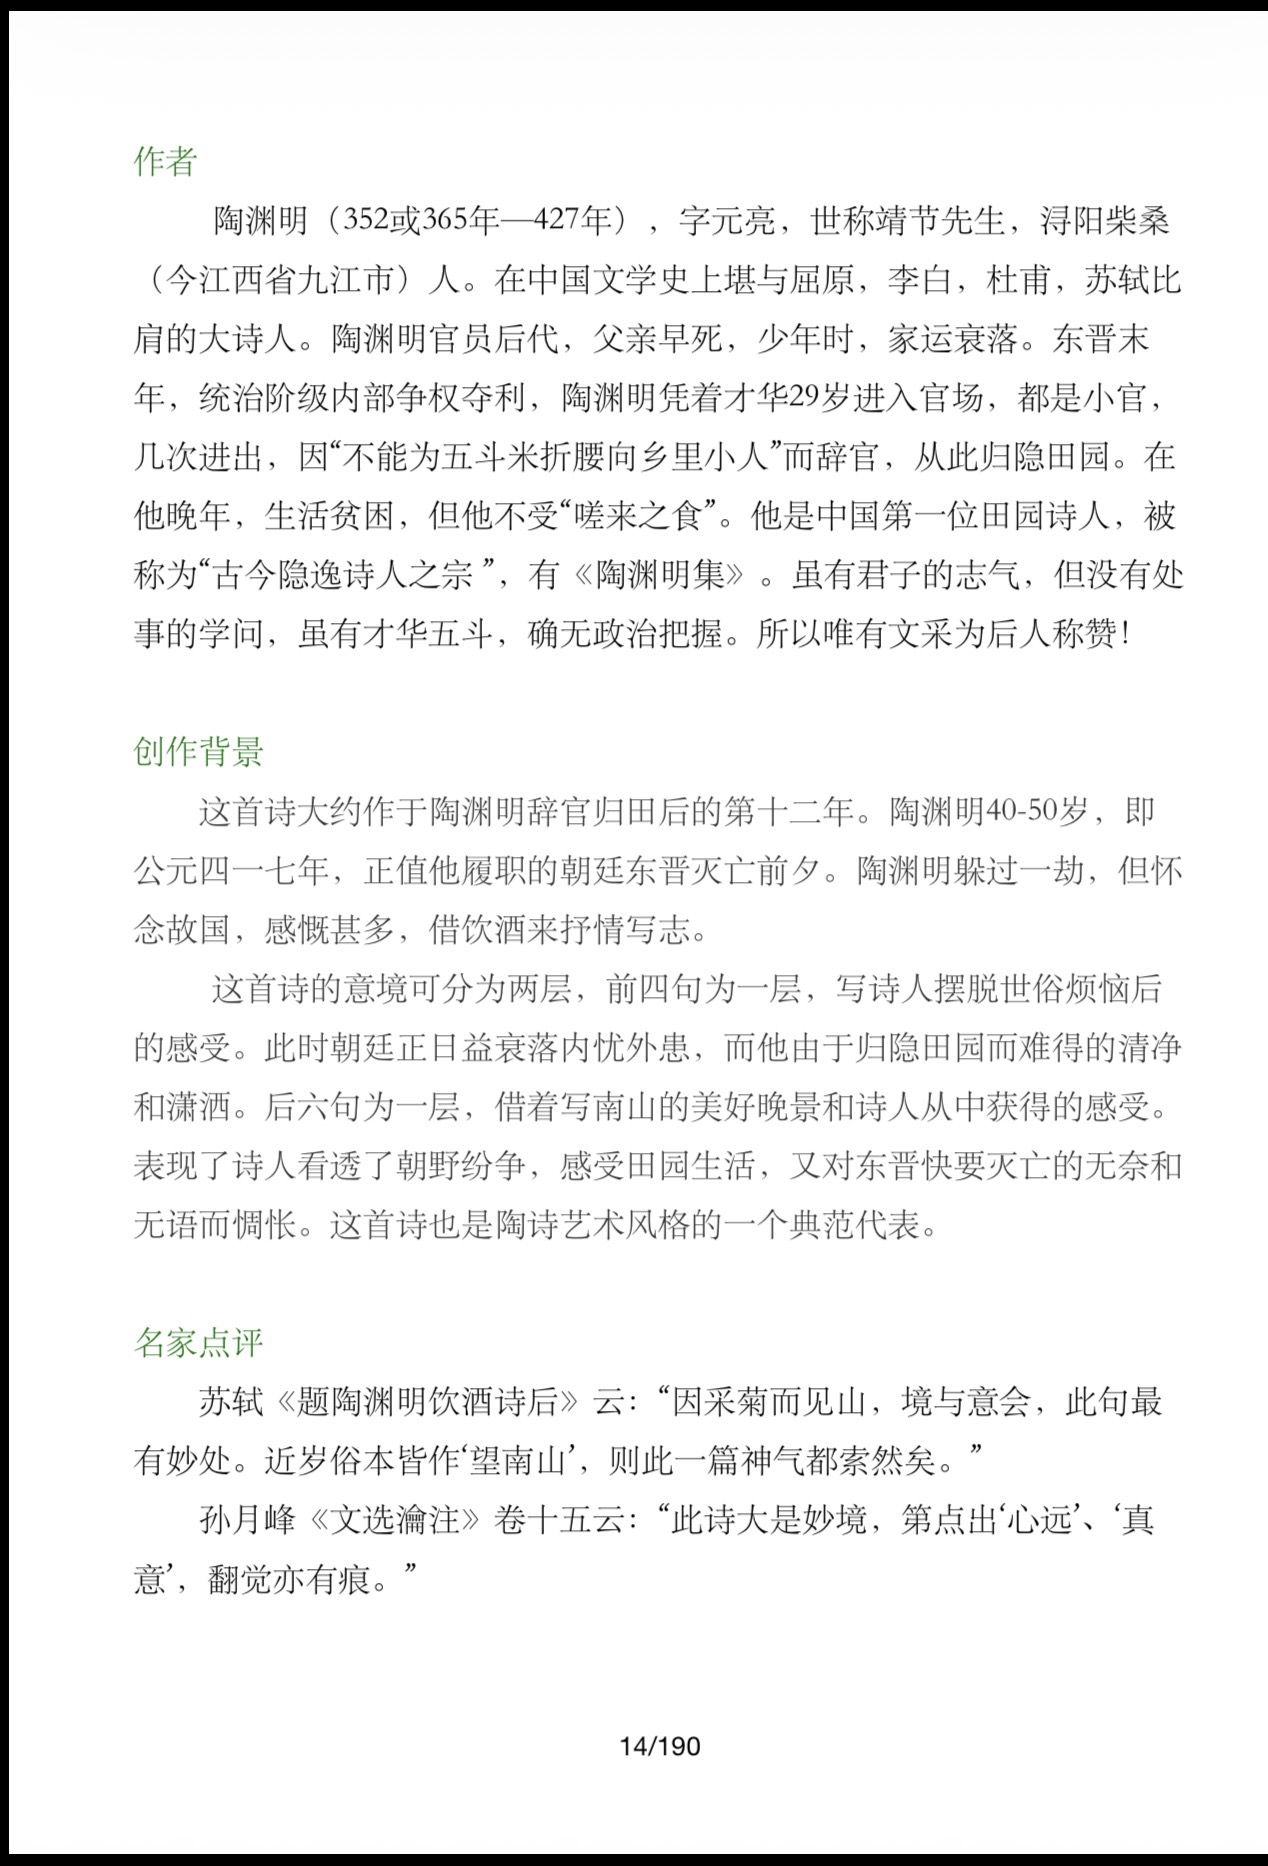 作者
陶渊明（352或365年—427年），字元亮，世称靖节先生，浔阳柴桑
（今江西省九江市）人。在中国文学史上堪与屈原，李白，杜甫，苏轼比
肩的大诗人。陶渊明官员后代，父亲早死，少年时，家运衰落。东晋末
年，统治阶级内部争权夺利，陶渊明凭着才华29岁进入官场，都是小官，
几次进出，因“不能为五斗米折腰向乡里小人”而辞官，从此归隐田园。在
他晚年，生活贫困，但他不受“嗟来之食”。他是中国第一位田园诗人，被
称为“古今隐逸诗人之宗 ”，有《陶渊明集》。虽有君子的志气，但没有处
事的学问，虽有才华五斗，确无政治把握。所以唯有文采为后人称赞！
创作背景
这首诗大约作于陶渊明辞官归田后的第十二年。陶渊明40-50岁，即
公元四一七年，正值他履职的朝廷东晋灭亡前夕。陶渊明躲过一劫，但怀
念故国，感慨甚多，借饮酒来抒情写志。
这首诗的意境可分为两层，前四句为一层，写诗人摆脱世俗烦恼后
的感受。此时朝廷正日益衰落内忧外患，而他由于归隐田园而难得的清净
和潇洒。后六句为一层，借着写南山的美好晚景和诗人从中获得的感受。
表现了诗人看透了朝野纷争，感受田园生活，又对东晋快要灭亡的无奈和
无语而惆怅。这首诗也是陶诗艺术风格的一个典范代表。
名家点评
苏轼《题陶渊明饮酒诗后》云：“因采菊而见山，境与意会，此句最
有妙处。近岁俗本皆作‘望南山’，则此一篇神气都索然矣。”
孙月峰《文选瀹注》卷十五云：“此诗大是妙境，第点出‘心远’、‘真
意’，翻觉亦有痕。”
14/190